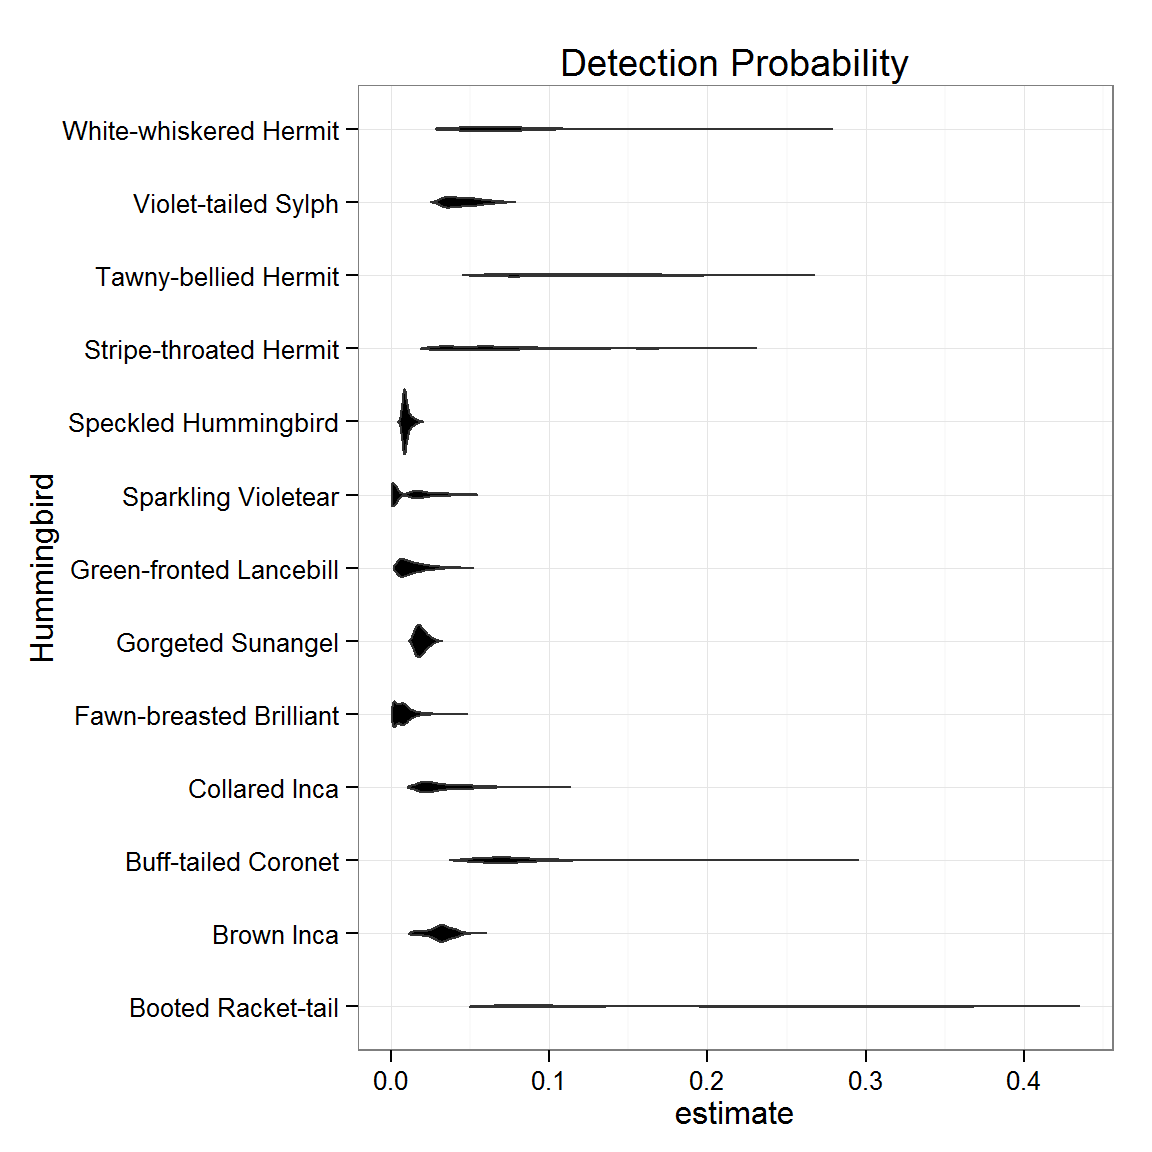 Detection Probability
White-whiskered Hermit
Violet-tailed Sylph
Tawny-bellied Hermit
Stripe-throated Hermit
Speckled Hummingbird
Sparkling Violetear
Green-fronted Lancebill
Gorgeted Sunangel
Fawn-breasted Brilliant
Collared Inca
Buff-tailed Coronet
Brown Inca
Booted Racket-tail
Hummingbird
0.0 0.1 0.2 0.3 0.4
estimate